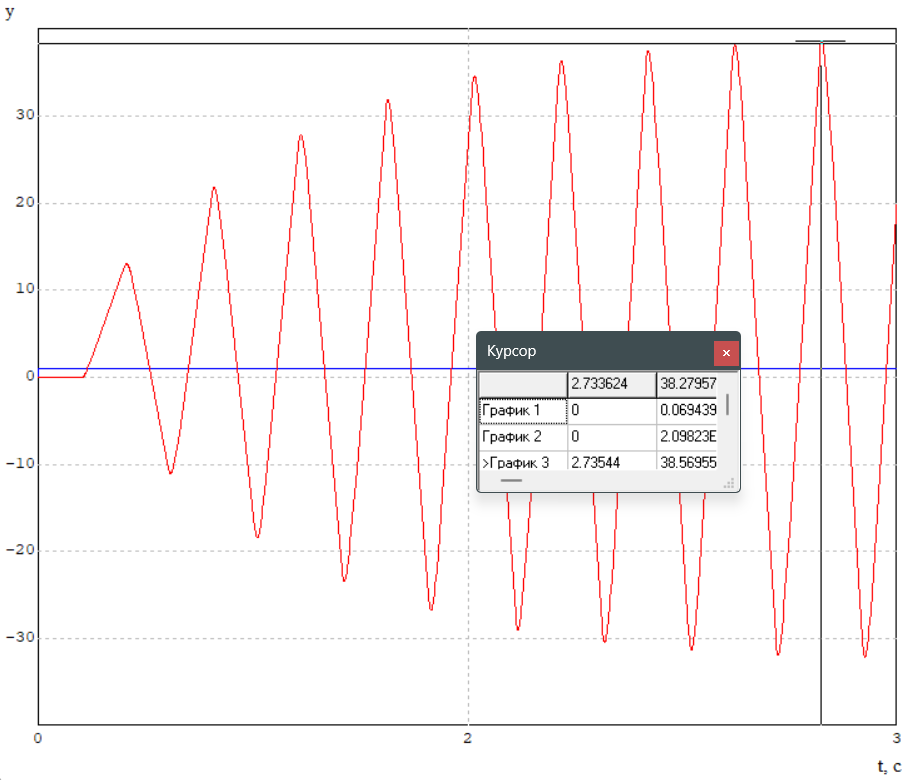 y
30
20
10
0
-10
-20
-30
Курсор
×
2.733624 38.27957
График 1 0 0.069439
График 2 0 2.09823E
>График 3 2.73544 38.56955
0 2 3
t, c